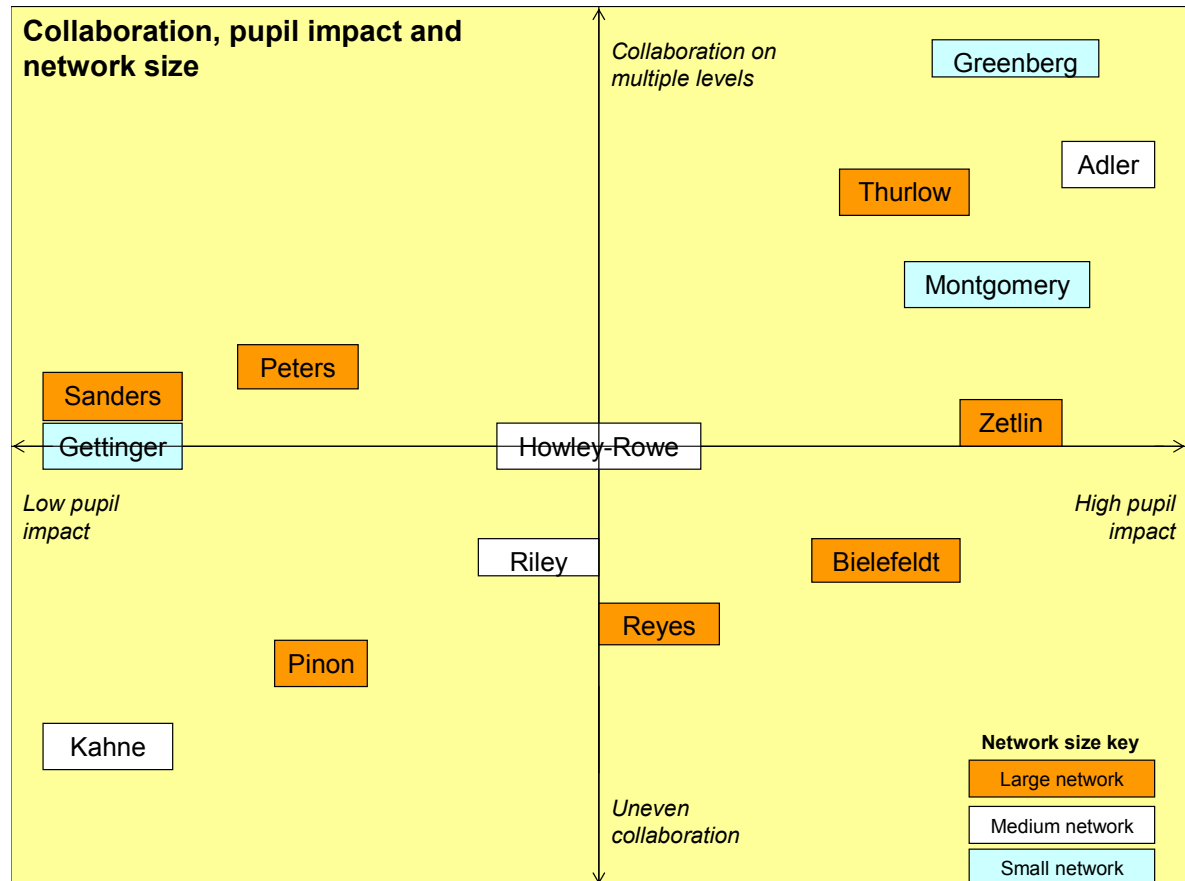 Collaboration, pupil impact and
network size
Collaboration on
multiple levels
Greenberg
Adler
Thurlow
Montgomery
Peters
Sanders
Zetlin
Gettinger
Howley-Rowe
Low pupil
impact
High pupil
impact
Riley
Bielefeldt
Reyes
Pinon
Kahne
Uneven
collaboration
Network size key
Large network
Medium network
Small network